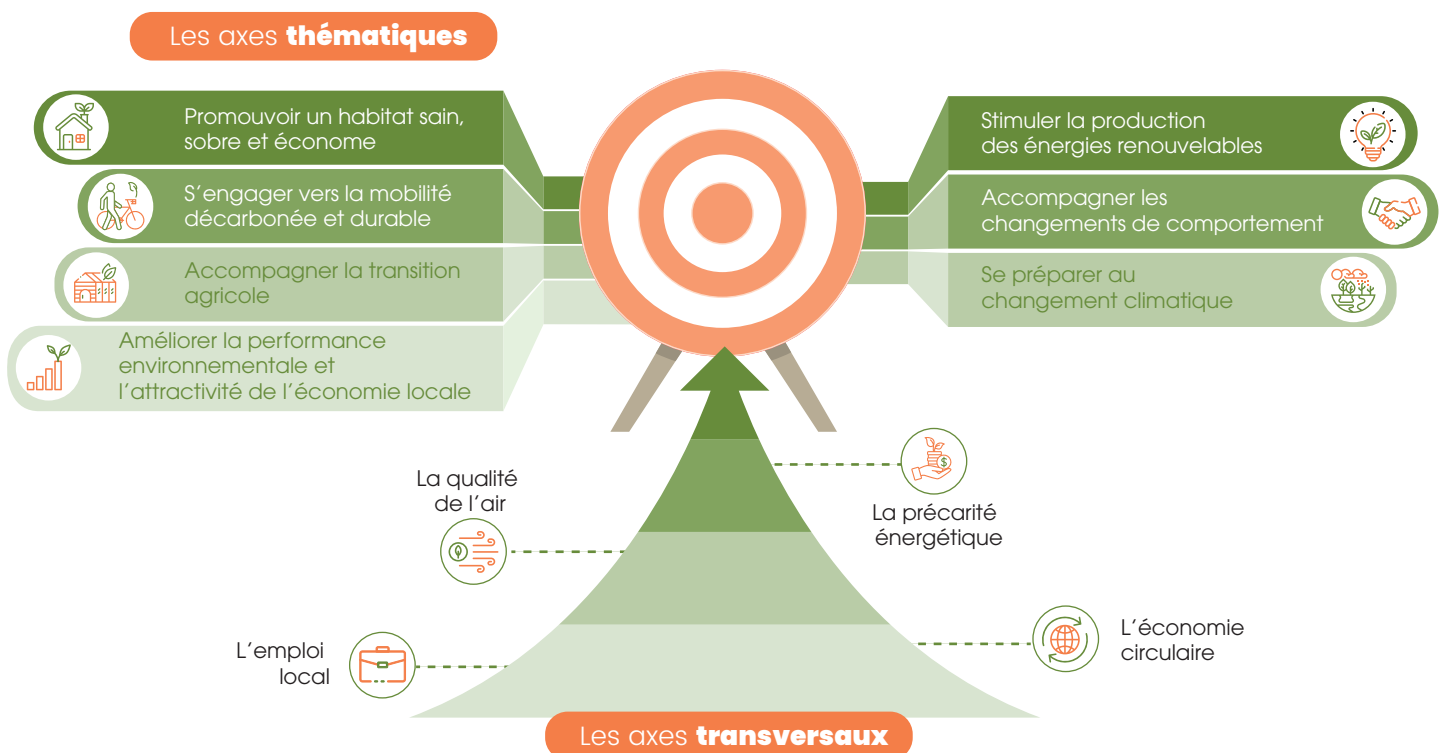 Les axes thématiques
Promouvoir un habitat sain,
sobre et économe
S'engager vers la mobilité
décarbonée et durable
Accompagner la transition
agricole
Améliorer la performance
environnementale et
l'attractivité de l'économie locale
Stimuler la production
des énergies renouvelables
Accompagner les
changements de comportement
Se préparer au
changement climatique
La qualité
de l'air
La précarité
énergétique
L'emploi
local
L'économie
circulaire
Les axes transversaux